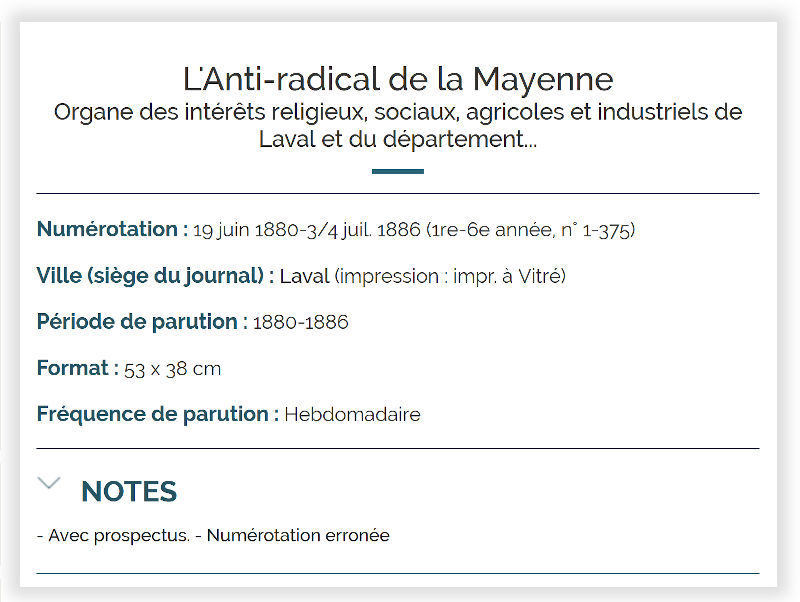 L'Anti-radical de la Mayenne
Organe des intérêts religieux, sociaux, agricoles et industriels de
Laval et du département...
Numérotation : 19 juin 1880-3/4 juil. 1886 (1re-6e année, n° 1-375)
Ville (siège du journal) : Laval (impression : impr. à Vitré)
Période de parution : 1880-1886
Format : 53 x 38 cm
Fréquence de parution : Hebdomadaire
NOTES
- Avec prospectus. - Numérotation erronée